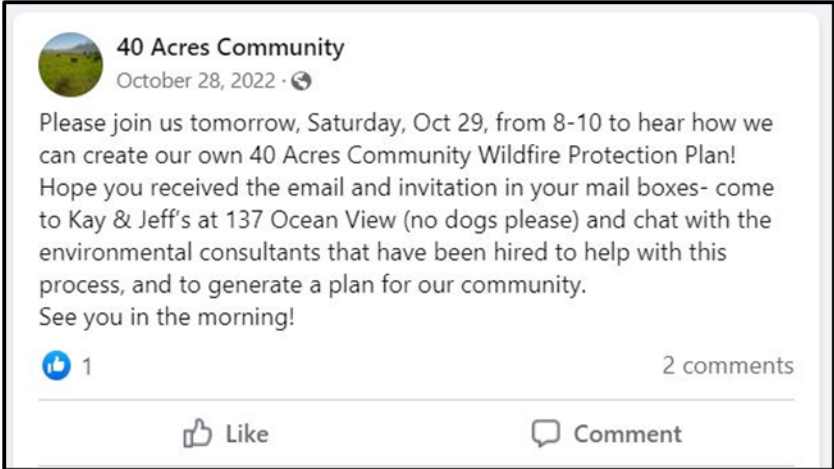 40 Acres Community
October 28, 2022 ·
Please join us tomorrow, Saturday, Oct 29, from 8-10 to hear how we
can create our own 40 Acres Community Wildfire Protection Plan!
Hope you received the email and invitation in your mail boxes- come
to Kay & Jeff's at 137 Ocean View (no dogs please) and chat with the
environmental consultants that have been hired to help with this
process, and to generate a plan for our community.
See you in the morning!
1 2 comments
Like Comment